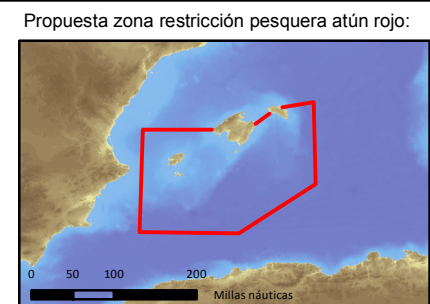 Propuesta zona restricción pesquera atún rojo:
0 50 100 200
Millas náuticas